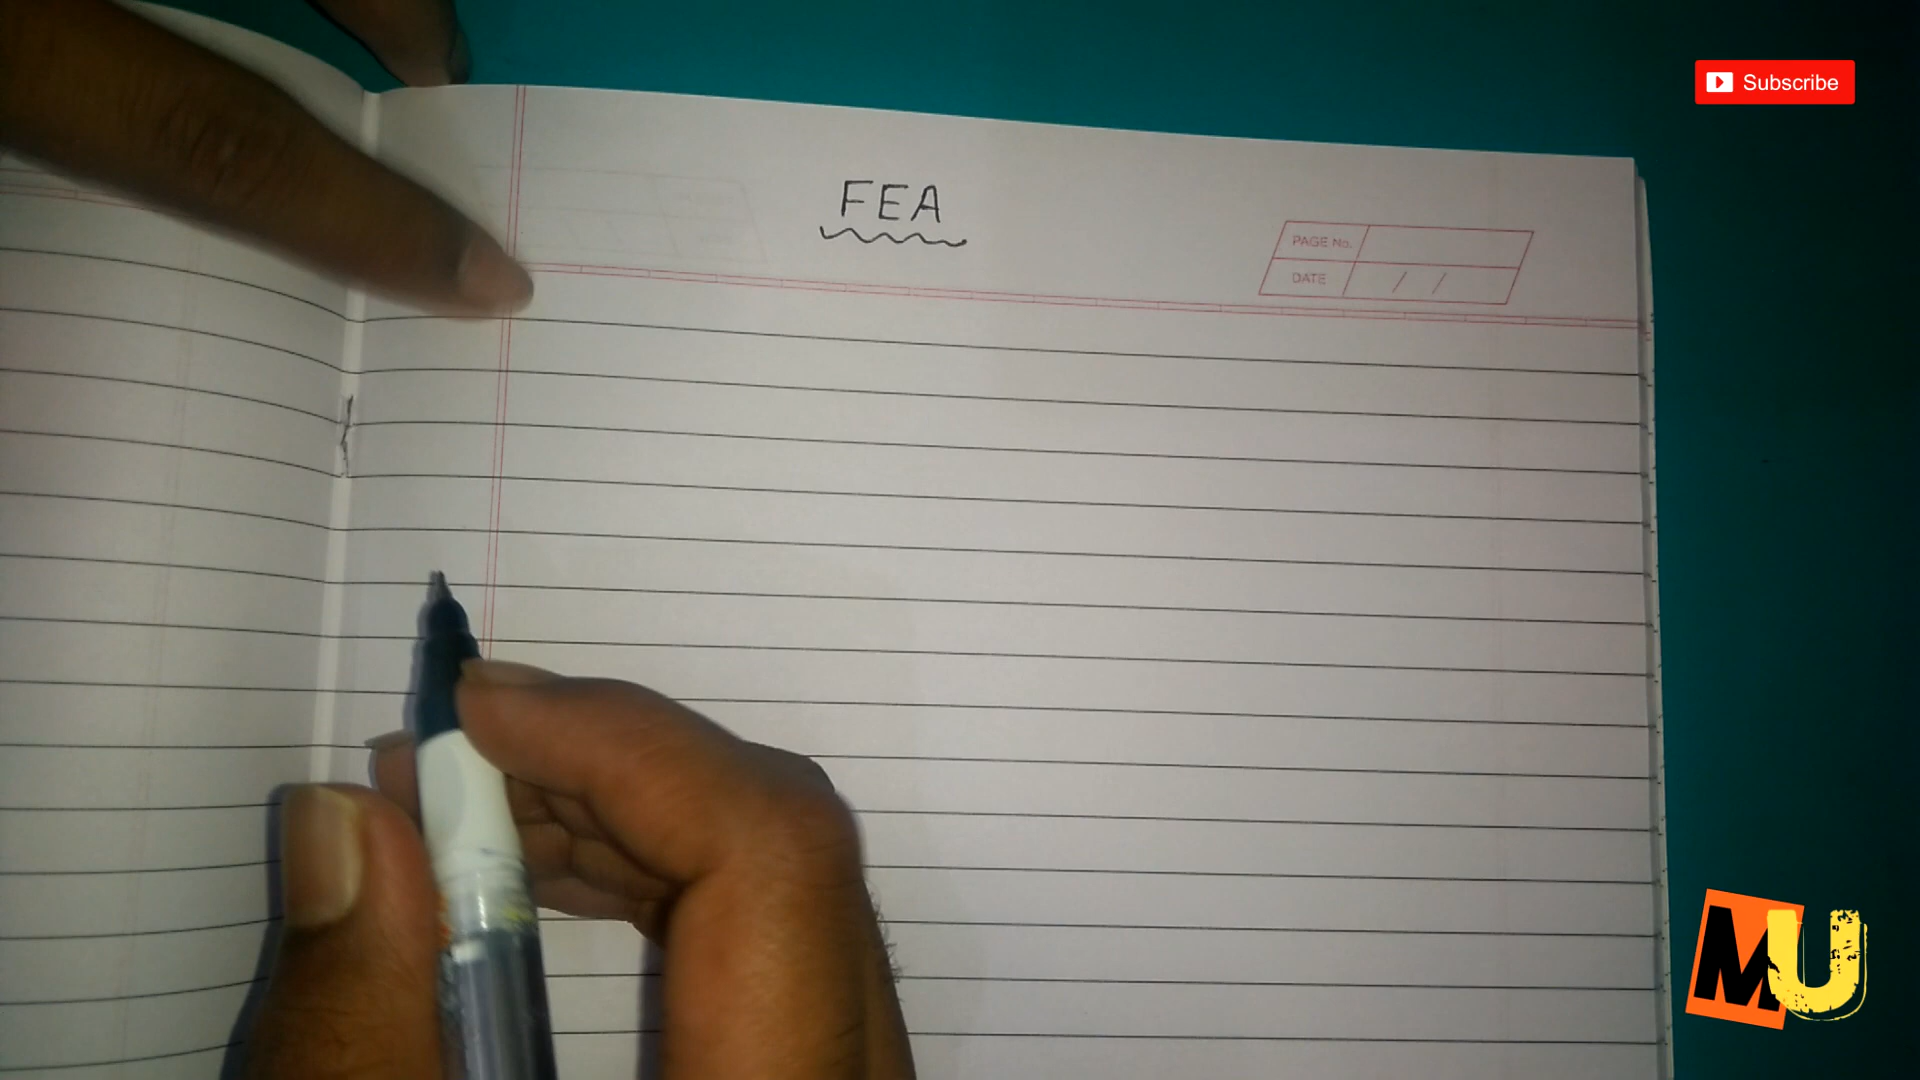 Subscribe
FEA
PAGE No.
DATE / /
MU